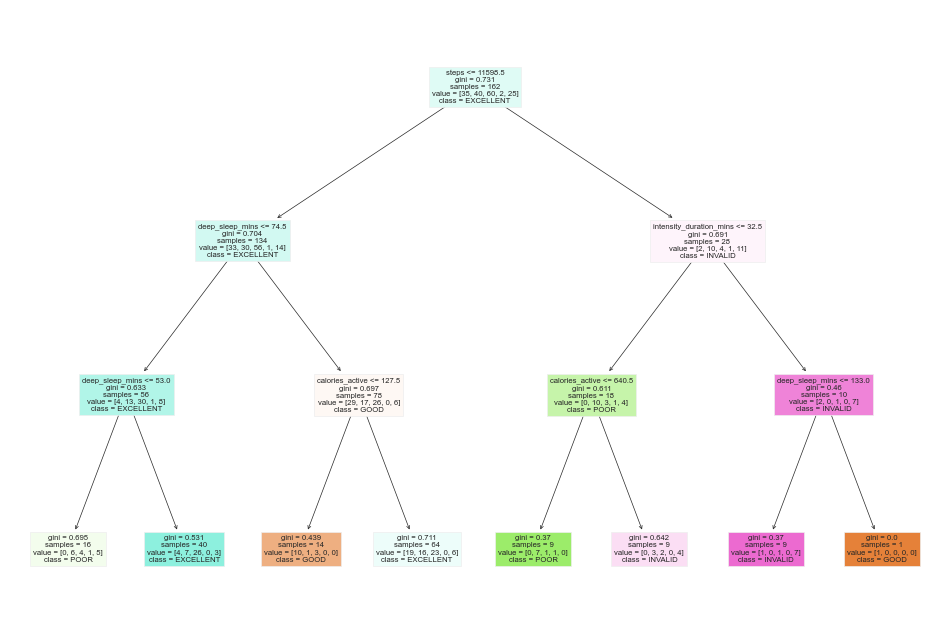 steps <= 11598.5
gini = 0.731
samples = 162
value = [35, 40, 60, 2, 25]
class = EXCELLENT
deep_sleep_mins <= 74.5
gini = 0.704
samples = 134
value = [33, 30, 56, 1, 14]
class = EXCELLENT
intensity_duration_mins <= 32.5
gini = 0.691
samples = 28
value = [2, 10, 4, 1, 11]
class = INVALID
deep_sleep_mins <= 53.0
gini = 0.633
samples = 56
value = [4, 13, 30, 1, 8]
class = EXCELLENT
calories_active <= 127.5
gini = 0.697
samples = 78
value = [29, 17, 26, 0, 6]
class = GOOD
calories_active <= 640.5
gini = 0.611
samples = 18
value = [0, 10, 3, 1, 4]
class = POOR
deep_sleep_mins <= 133.0
gini = 0.46
samples = 10
value = [2, 0, 1, 0, 7]
class = INVALID
gini = 0.695
samples = 16
value = [0, 6, 4, 1, 5]
class = POOR
gini = 0.531
samples = 40
value = [4, 7, 26, 0, 3]
class = EXCELLENT
gini = 0.439
samples = 14
value = [10, 1, 3, 0, 0]
class = GOOD
gini = 0.711
samples = 64
value = [19, 16, 23, 0, 6]
class = EXCELLENT
gini = 0.37
samples = 9
value = [0, 7, 1, 1, 0]
class = POOR
gini = 0.642
samples = 9
value = [0, 3, 2, 0, 4]
class = INVALID
gini = 0.37
samples = 9
value = [1, 0, 1, 0, 7]
class = INVALID
gini = 0.0
samples = 1
value = [1, 0, 0, 0, 0]
class = GOOD